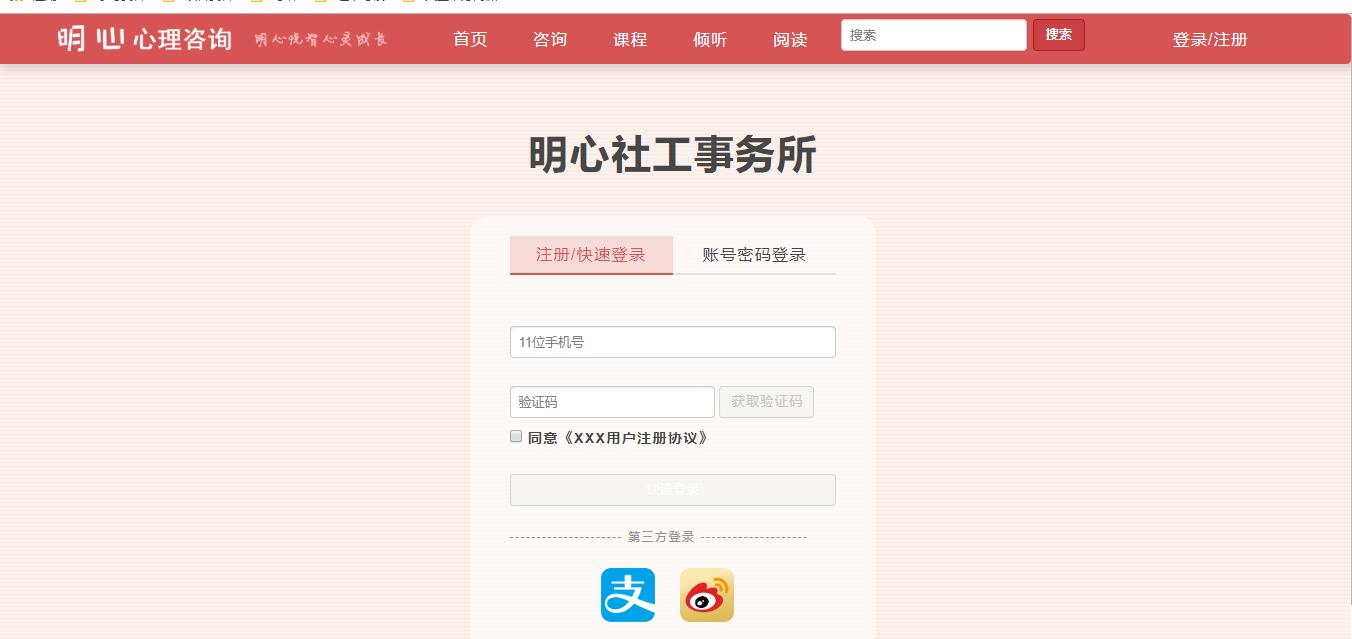 明心 心理咨询 明心悦智心灵成长 首页 咨询 课程 倾听 阅读 搜索 搜索 登录/注册
明心社工事务所
注册/快速登录 账号密码登录
11位手机号
验证码 获取验证码
同意《XXX用户注册协议》
快速登录
-------------------- 第三方登录 -------------------
支